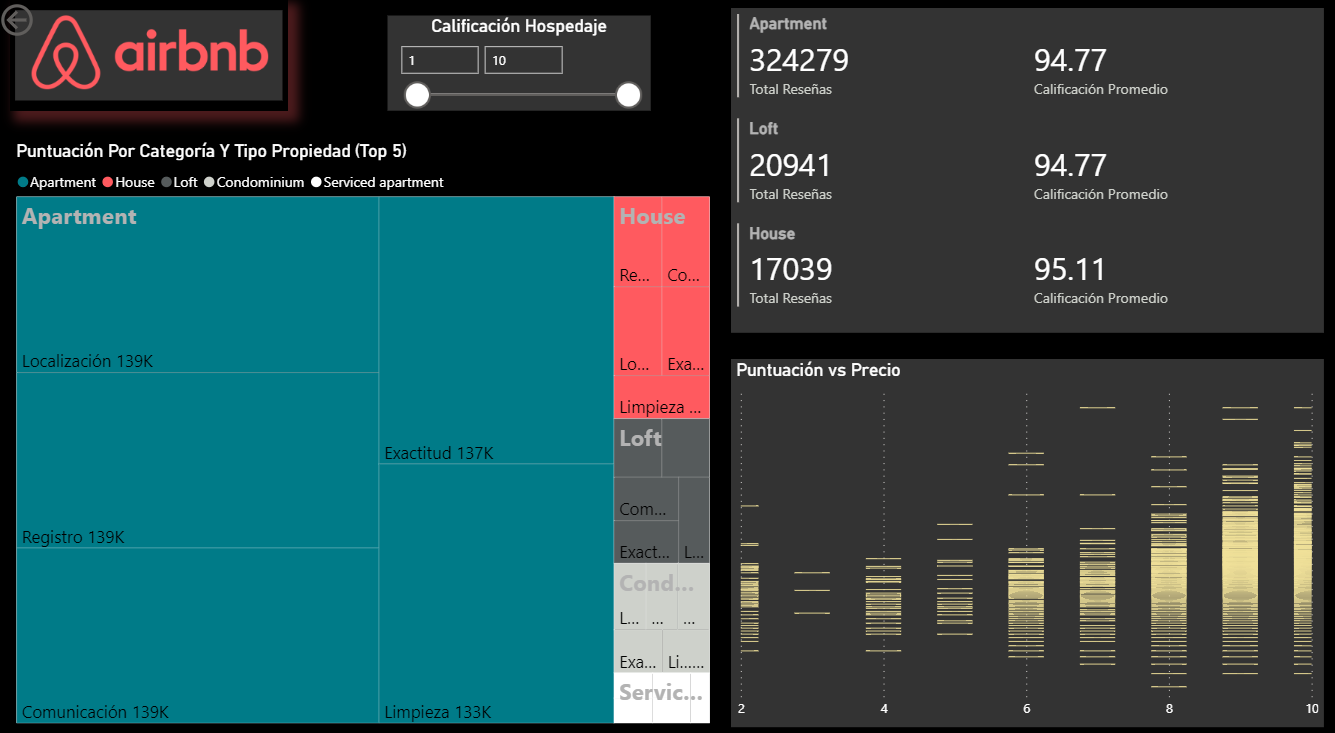 airbnb
Calificación Hospedaje
1
10
Puntuación Por Categoría Y Tipo Propiedad (Top 5)
Apartment House Loft Condominium Serviced apartment
Apartment
Localización 139K
Registro 139K
Comunicación 139K
Exactitud 137K
Limpieza 133K
House
Re... Co...
Lo... Exa...
Limpieza ...
Loft
Com...
Exact... L...
Cond...
L... ... ...
Exa... Li......
Servic...
Apartment
324279 94.77
Total Reseñas Calificación Promedio
Loft
20941 94.77
Total Reseñas Calificación Promedio
House
17039 95.11
Total Reseñas Calificación Promedio
Puntuación vs Precio
2 4 6 8 10